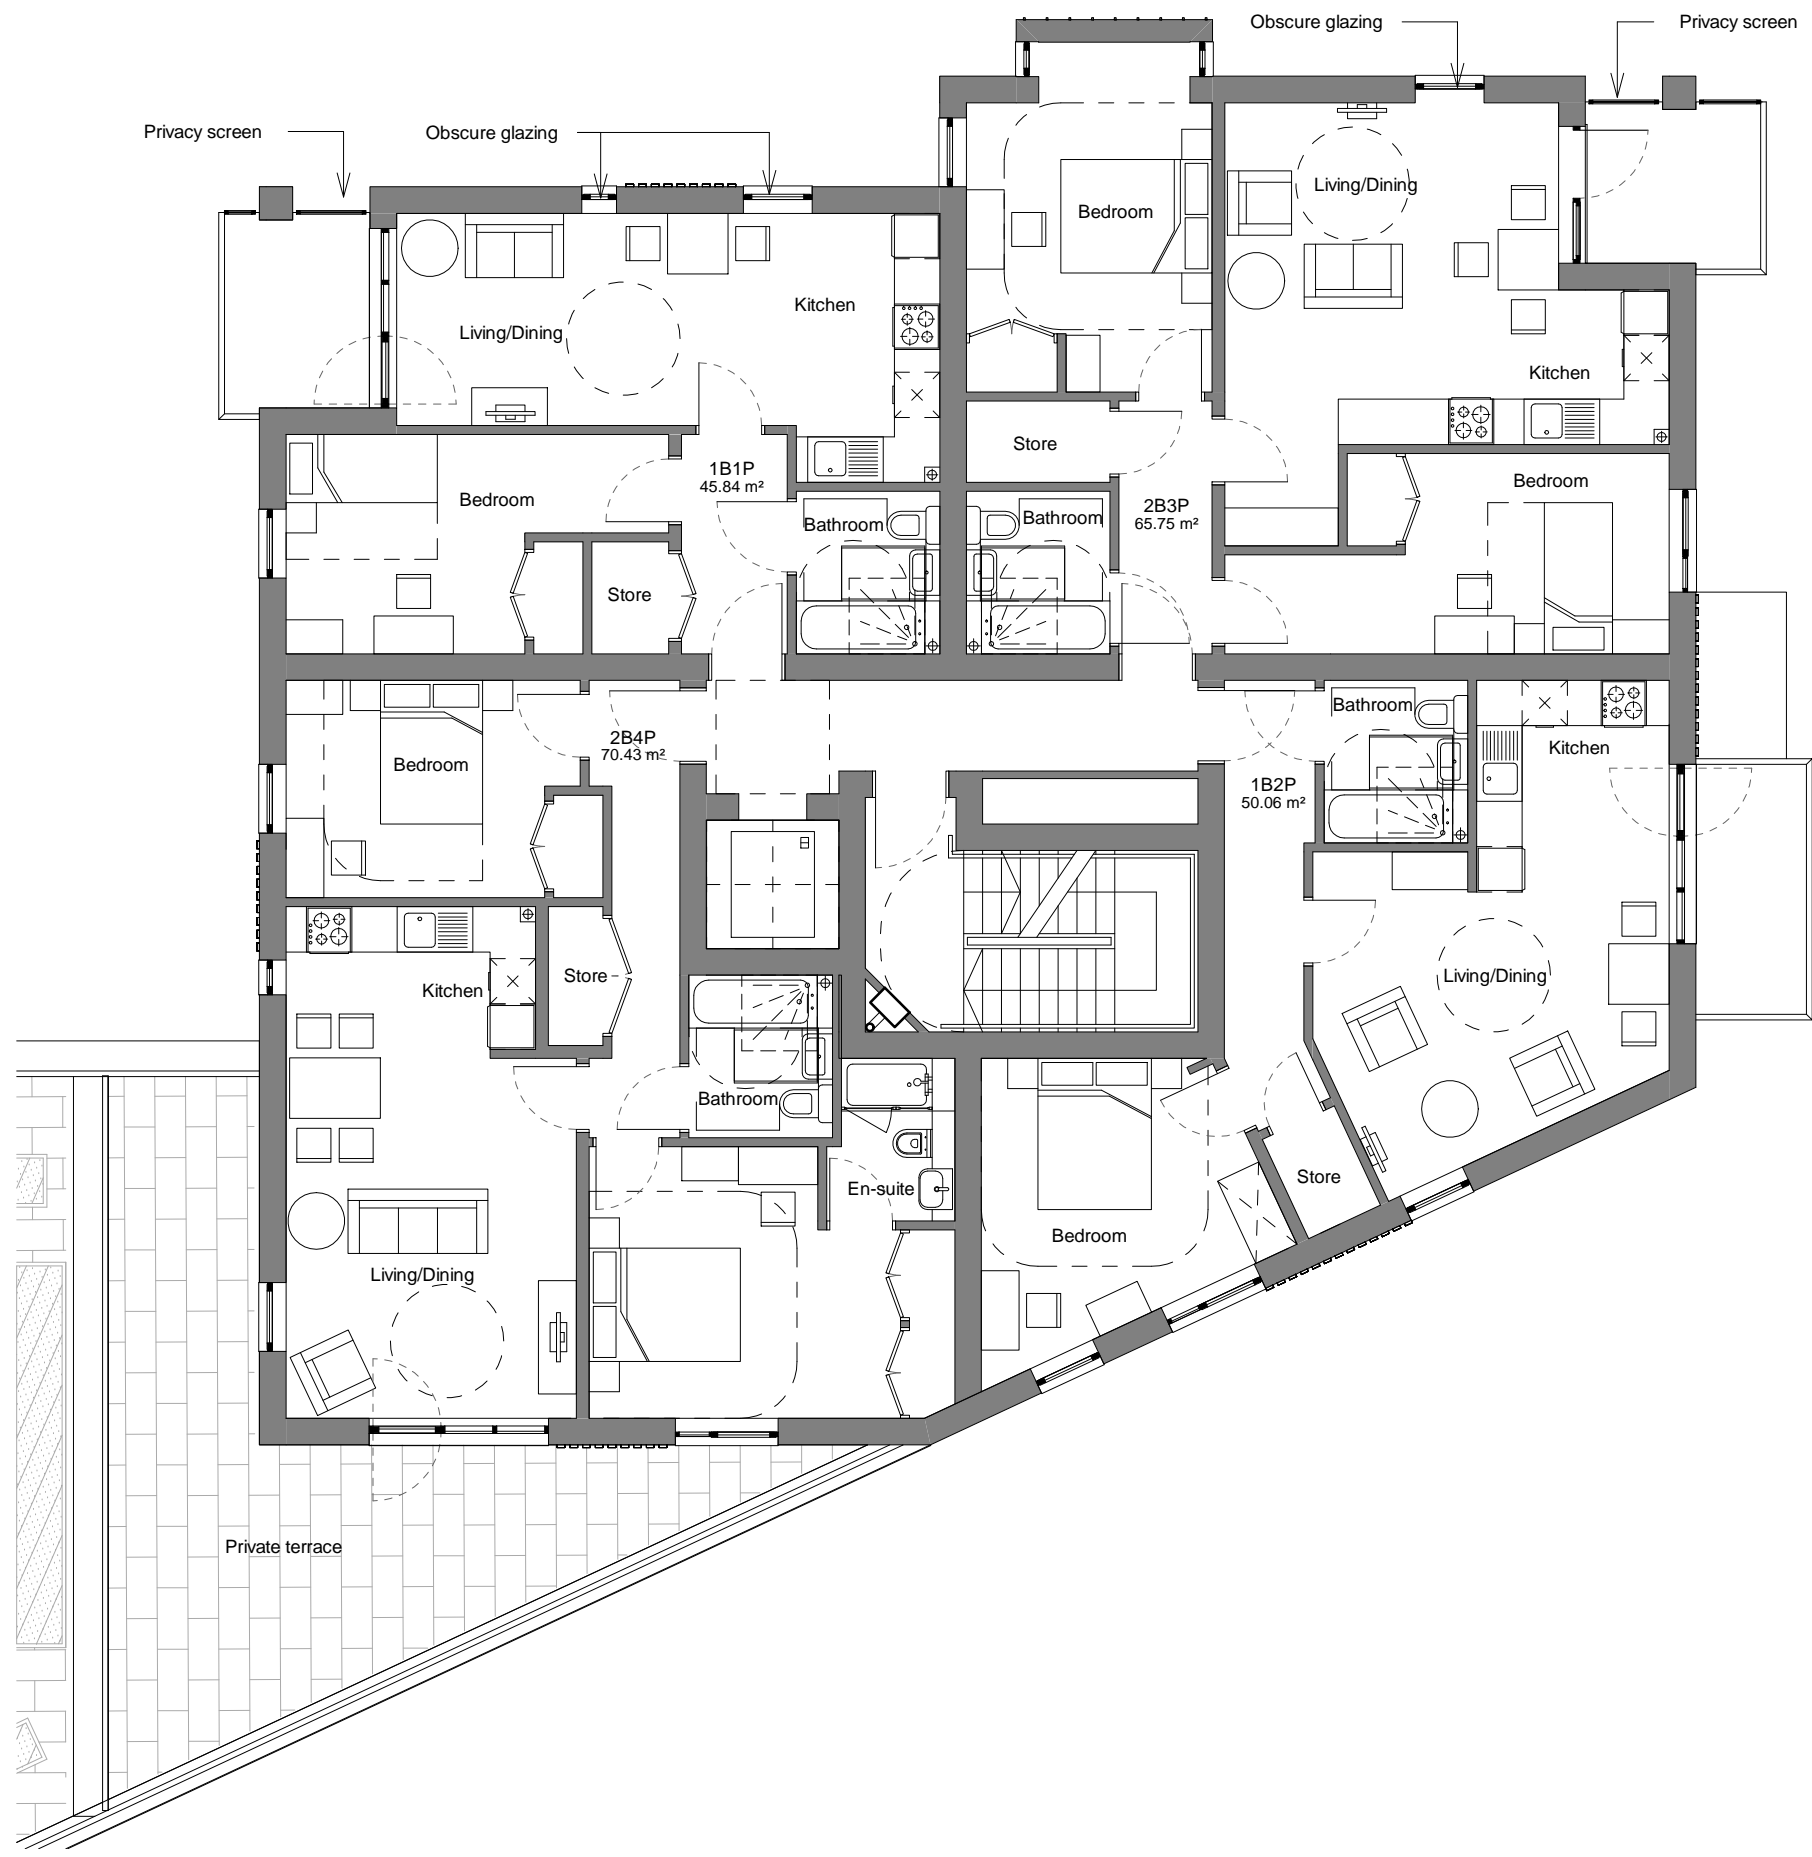 Obscure glazing
Privacy screen
Privacy screen
Obscure glazing
Bedroom
Living/Dining
Kitchen
Living/Dining
Kitchen
Store
1B1P
45.84 m²
Bedroom
Bathroom
Bathroom
2B3P
65.75 m²
Bedroom
Store
2B4P
70.43 m²
Bedroom
Bathroom
Kitchen
1B2P
50.06 m²
Store
Kitchen
Living/Dining
Bathroom
En-suite
Store
Bedroom
Living/Dining
Private terrace